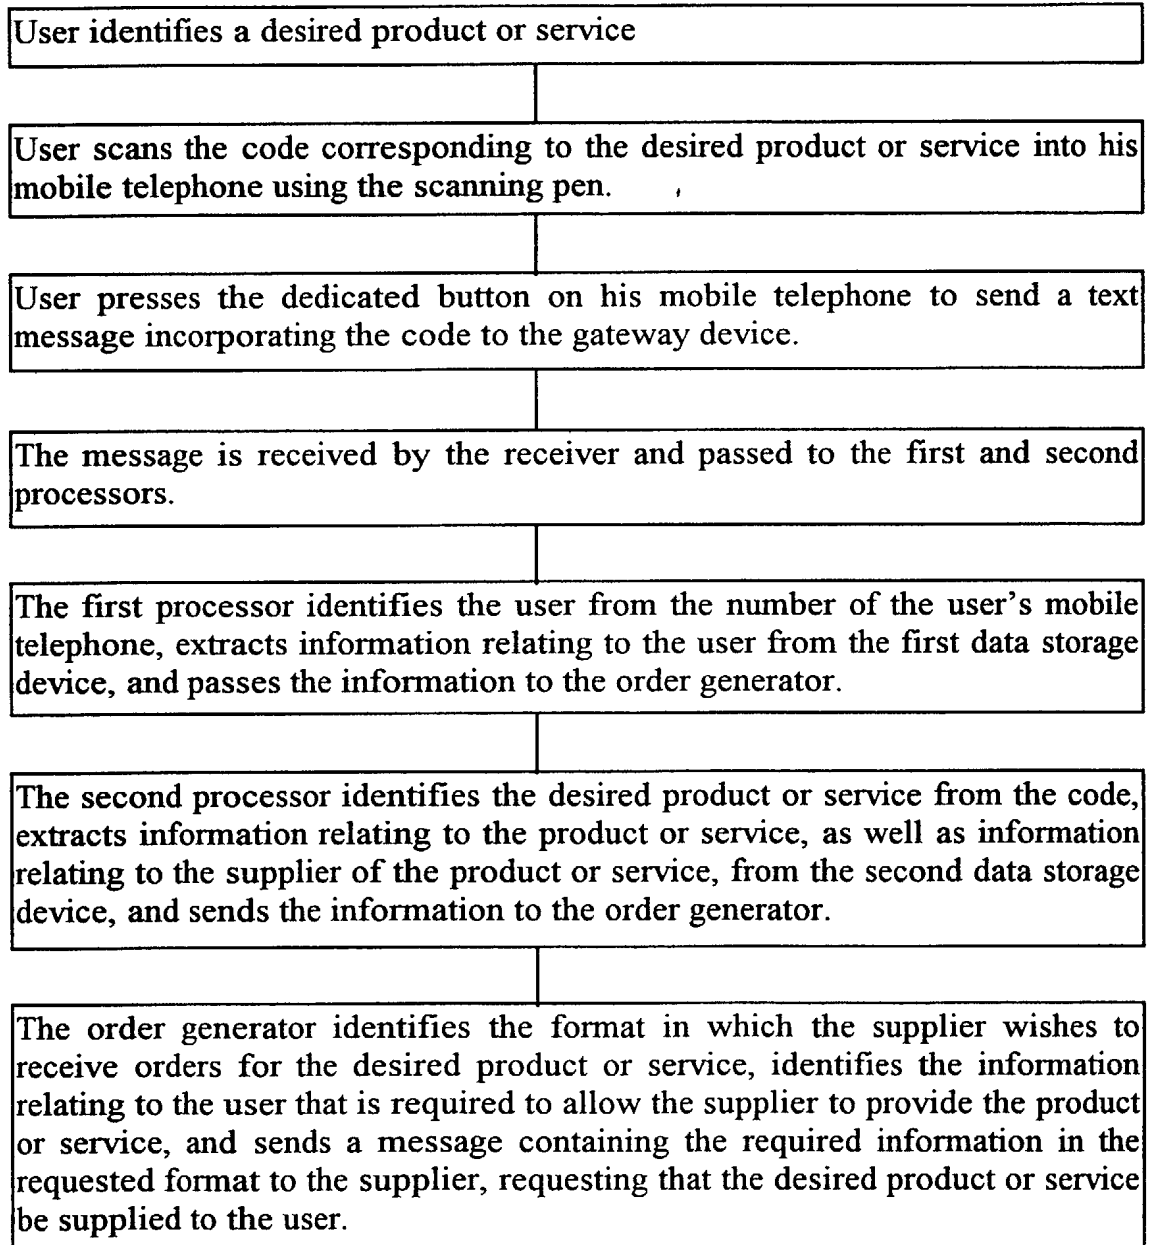 User identifies a desired product or service
User scans the code corresponding to the desired product or service into his
mobile telephone using the scanning pen.
User presses the dedicated button on his mobile telephone to send a text
message incorporating the code to the gateway device.
The message is received by the receiver and passed to the first and second
processors.
The first processor identifies the user from the number of the user's mobile
telephone, extracts information relating to the user from the first data storage
device, and passes the information to the order generator.
The second processor identifies the desired product or service from the code,
extracts information relating to the product or service, as well as information
relating to the supplier of the product or service, from the second data storage
device, and sends the information to the order generator.
The order generator identifies the format in which the supplier wishes to
receive orders for the desired product or service, identifies the information
relating to the user that is required to allow the supplier to provide the product
or service, and sends a message containing the required information in the
requested format to the supplier, requesting that the desired product or service
be supplied to the user.